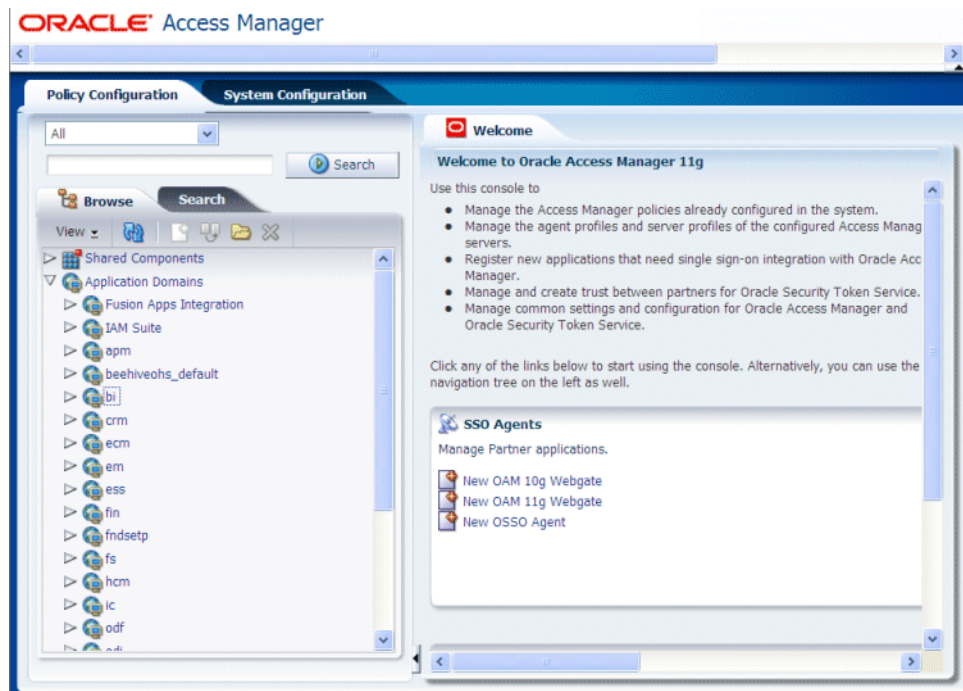 ORACLE® Access Manager
Policy Configuration
System Configuration
All
Search
Browse
Search
View
Shared Components
Application Domains
Fusion Apps Integration
IAM Suite
apm
beehiveohs_default
bi
crm
ecm
em
ess
fin
fndsetp
fs
hcm
ic
odf
Welcome
Welcome to Oracle Access Manager 11g
Use this console to
• Manage the Access Manager policies already configured in the system.
• Manage the agent profiles and server profiles of the configured Access Manag
servers.
• Register new applications that need single sign-on integration with Oracle Acc
Manager.
• Manage and create trust between partners for Oracle Security Token Service.
• Manage common settings and configuration for Oracle Access Manager and
Oracle Security Token Service.
Click any of the links below to start using the console. Alternatively, you can use the
navigation tree on the left as well.
SSO Agents
Manage Partner applications.
New OAM 10g Webgate
New OAM 11g Webgate
New OSSO Agent